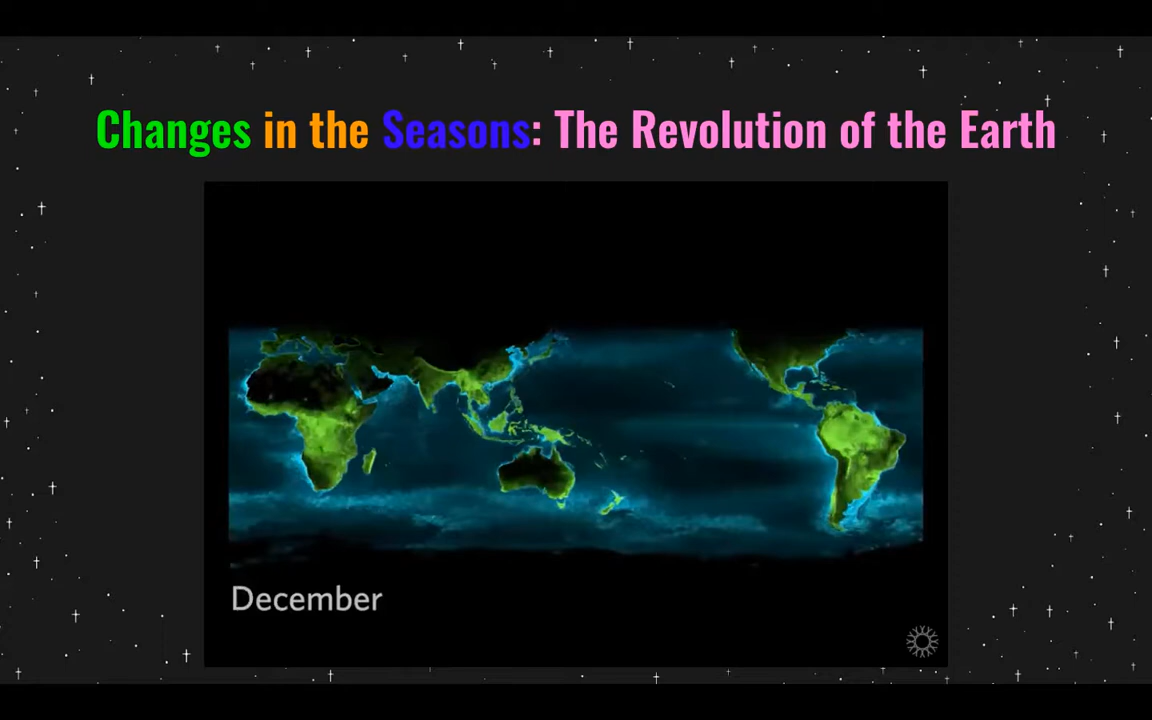 Changes in the Seasons: The Revolution of the Earth
December